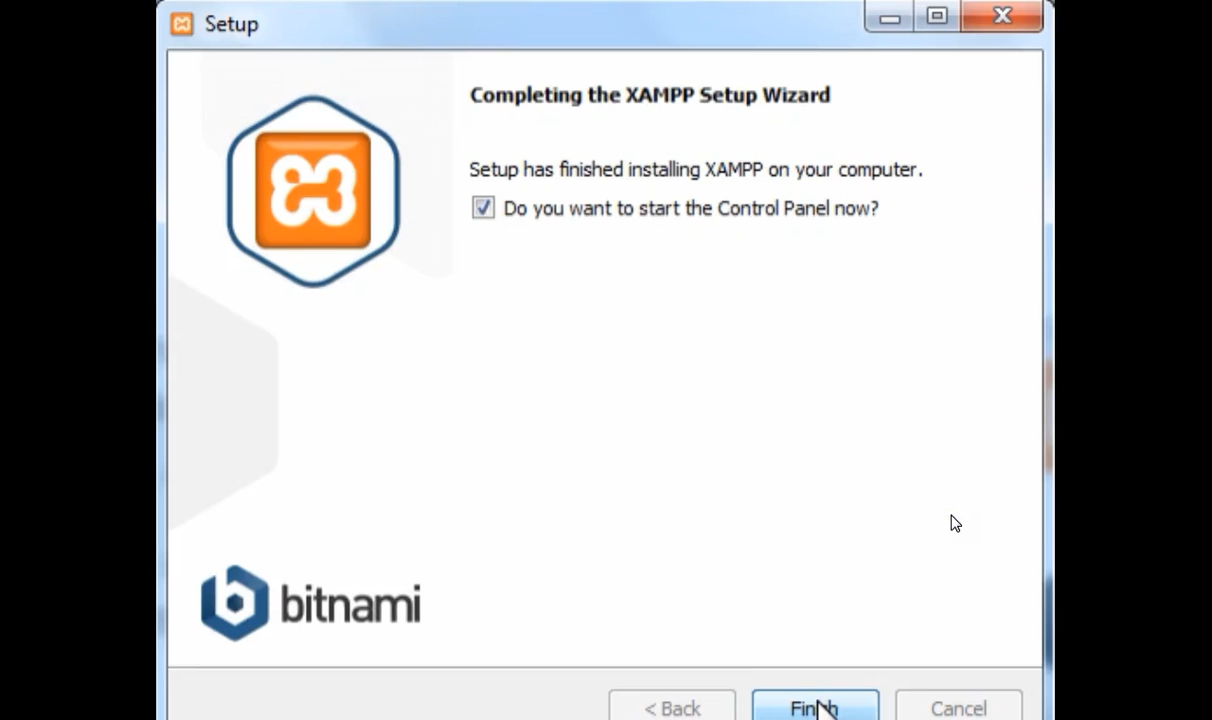 Setup
Completing the XAMPP Setup Wizard
Setup has finished installing XAMPP on your computer.
Do you want to start the Control Panel now?
bitnami
< Back
Finish
Cancel